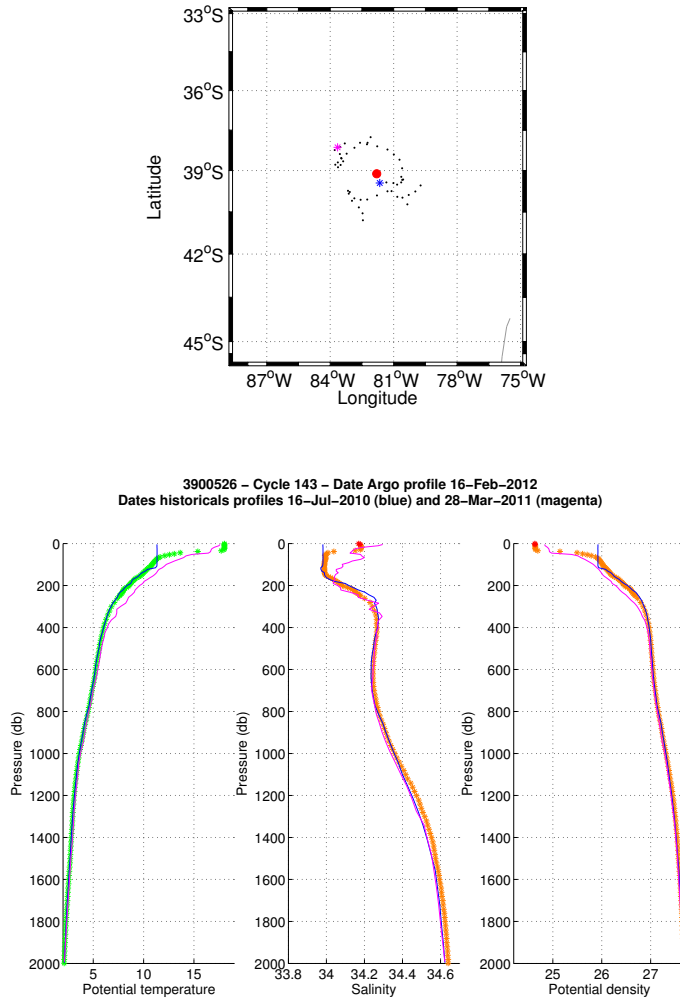 33°S
36°S
39°S
42°S
45°S
Latitude
87°W 84°W 81°W 78°W 75°W
Longitude
3900526 − Cycle 143 − Date Argo profile 16−Feb−2012
Dates historicals profiles 16−Jul−2010 (blue) and 28−Mar−2011 (magenta)
0
200
400
600
800
1000
1200
1400
1600
1800
2000
Pressure (db)
5 10 15
Potential temperature
0
200
400
600
800
1000
1200
1400
1600
1800
2000
Pressure (db)
33.8 34 34.2 34.4 34.6
Salinity
0
200
400
600
800
1000
1200
1400
1600
1800
2000
Pressure (db)
25 26 27
Potential density